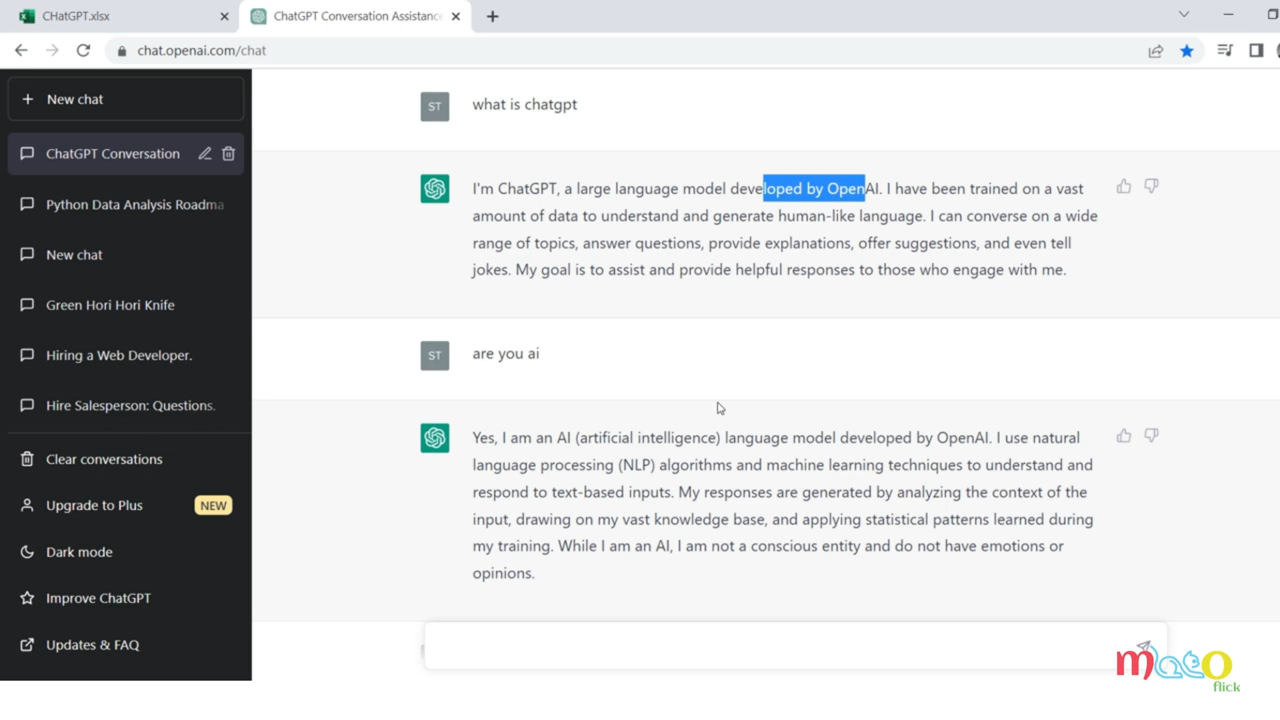 CHatGPT.xlsx
ChatGPT Conversation Assistance
chat.openai.com/chat
New chat
ChatGPT Conversation
Python Data Analysis Roadma
New chat
Green Hori Hori Knife
Hiring a Web Developer.
Hire Salesperson: Questions.
Clear conversations
Upgrade to Plus NEW
Dark mode
Improve ChatGPT
Updates & FAQ
ST what is chatgpt
I'm ChatGPT, a large language model developed by OpenAI. I have been trained on a vast
amount of data to understand and generate human-like language. I can converse on a wide
range of topics, answer questions, provide explanations, offer suggestions, and even tell
jokes. My goal is to assist and provide helpful responses to those who engage with me.
ST are you ai
Yes, I am an AI (artificial intelligence) language model developed by OpenAI. I use natural
language processing (NLP) algorithms and machine learning techniques to understand and
respond to text-based inputs. My responses are generated by analyzing the context of the
input, drawing on my vast knowledge base, and applying statistical patterns learned during
my training. While I am an AI, I am not a conscious entity and do not have emotions or
opinions.
flick